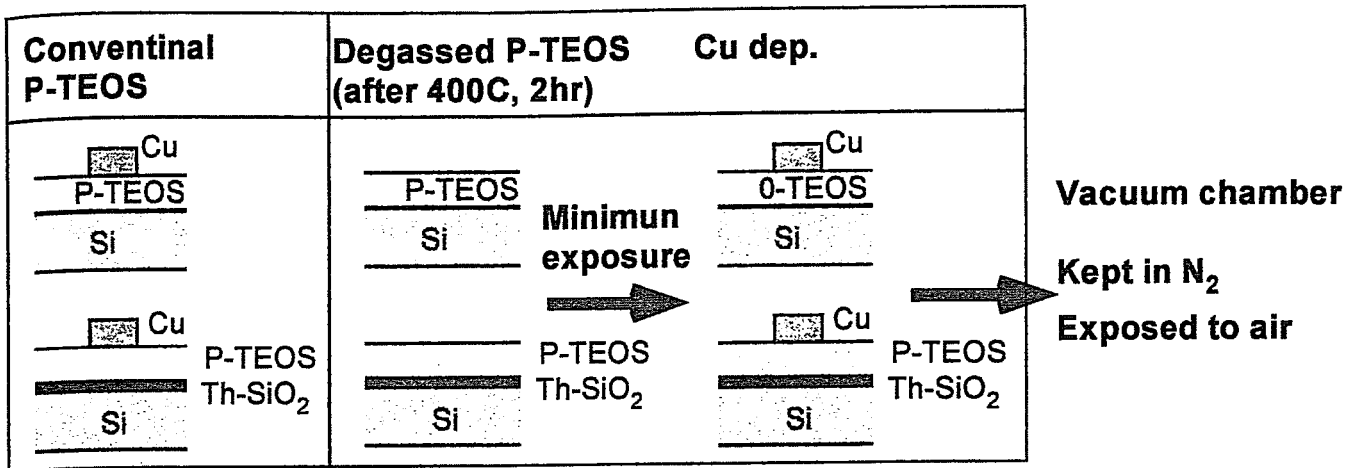 Conventinal
P-TEOS
Degassed P-TEOS Cu dep.
(after 400C, 2hr)
Cu
P-TEOS
Si
Cu
P-TEOS
Th-SiO₂
Si
P-TEOS
Si
P-TEOS
Th-SiO₂
Si
Minimun
exposure
Cu
0-TEOS
Si
Cu
P-TEOS
Th-SiO₂
Si
Vacuum chamber
Kept in N₂
Exposed to air